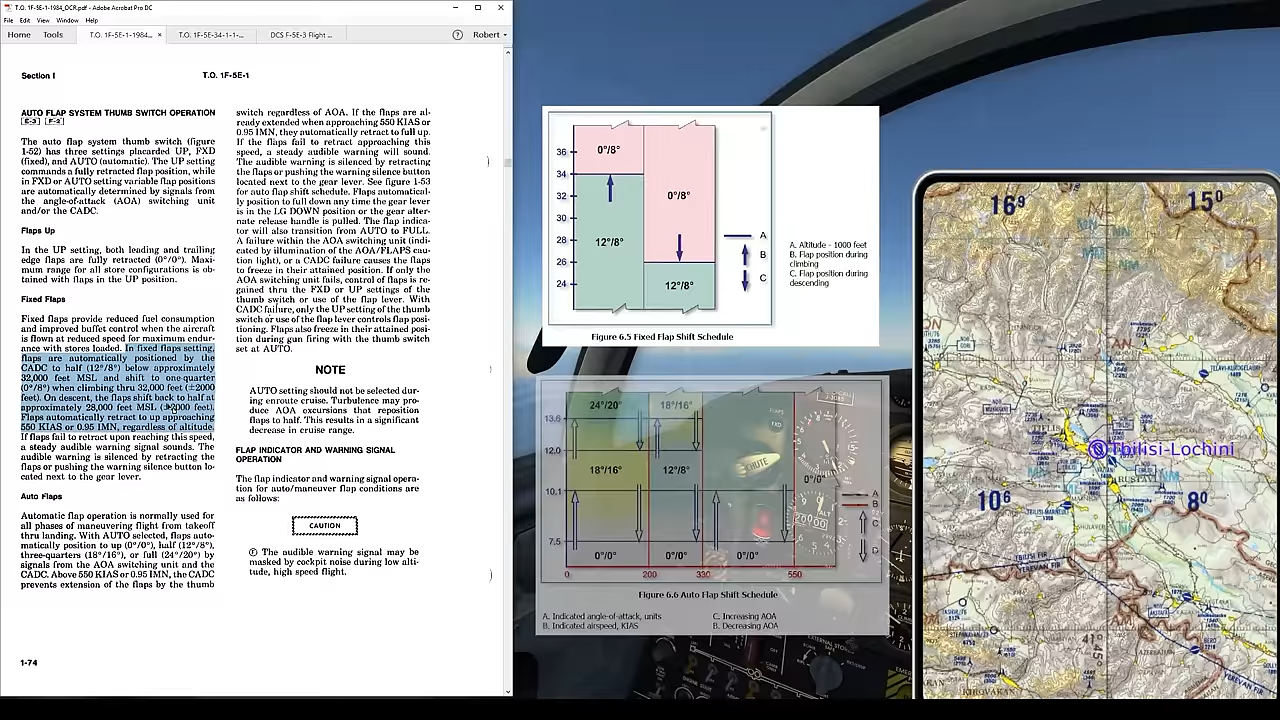 T.O. 1F-5E-1-1984_OCR.pdf - Adobe Acrobat Pro DC
File Edit View Window Help
Home Tools T.O. 1F-5E-1-1984... × T.O. 1F-5E-34-1-1-... DCS F-5E-3 Flight ... Robert
Section I T.O. 1F-5E-1
AUTO FLAP SYSTEM THUMB SWITCH OPERATION
E-3 F-2
The auto flap system thumb switch (figure
1-52) has three settings placarded UP, FXD
(fixed), and AUTO (automatic). The UP setting
commands a fully retracted flap position, while
in FXD or AUTO setting variable flap positions
are automatically determined by signals from
the angle-of-attack (AOA) switching unit
and/or the CADC.
Flaps Up
In the UP setting, both leading and trailing
edge flaps are fully retracted (0°/0°). Maxi-
mum range for all store configurations is ob-
tained with flaps in the UP position.
Fixed Flaps
Fixed flaps provide reduced fuel consumption
and improved buffet control when the aircraft
is flown at reduced speed for maximum endur-
ance with stores loaded. In fixed flaps setting,
flaps are automatically positioned by the
CADC to half (12°/8°) below approximately
32,000 feet MSL and shift to one-quarter
(0°/8°) when climbing thru 32,000 feet (±2000
feet). On descent, the flaps shift back to half at
approximately 28,000 feet MSL (±2000 feet).
Flaps automatically retract to up approaching
550 KIAS or 0.95 IMN, regardless of altitude.
If flaps fail to retract upon reaching this speed,
a steady audible warning signal sounds. The
audible warning is silenced by retracting the
flaps or pushing the warning silence button lo-
cated next to the gear lever.
Auto Flaps
Automatic flap operation is normally used for
all phases of maneuvering flight from takeoff
thru landing. With AUTO selected, flaps auto-
matically position to up (0°/0°), half (12°/8°),
three-quarters (18°/16°), or full (24°/20°) by
signals from the AOA switching unit and the
CADC. Above 550 KIAS or 0.95 IMN, the CADC
prevents extension of the flaps by the thumb
switch regardless of AOA. If the flaps are al-
ready extended when approaching 550 KIAS or
0.95 IMN, they automatically retract to full up.
If the flaps fail to retract approaching this
speed, a steady audible warning will sound.
The audible warning is silenced by retracting
the flaps or pushing the warning silence button
located next to the gear lever. See figure 1-53
for auto flap shift schedule. Flaps automatical-
ly position to full down any time the gear lever
is in the LG DOWN position or the gear alter-
nate release handle is pulled. The flap indica-
tor will also transition from AUTO to FULL.
A failure within the AOA switching unit (indi-
cated by illumination of the AOA/FLAPS cau-
tion light), or a CADC failure causes the flaps
to freeze in their attained position. If only the
AOA switching unit fails, control of flaps is re-
gained thru the FXD or UP settings of the
thumb switch or use of the flap lever. With
CADC failure, only the UP setting of the thumb
switch or use of the flap lever controls flap posi-
tioning. Flaps also freeze in their attained posi-
tion during gun firing with the thumb switch
set at AUTO.
NOTE
AUTO setting should not be selected dur-
ing enroute cruise. Turbulence may pro-
duce AOA excursions that reposition
flaps to half. This results in a significant
decrease in cruise range.
FLAP INDICATOR AND WARNING SIGNAL
OPERATION
The flap indicator and warning signal opera-
tion for auto/maneuver flap conditions are
as follows:
CAUTION
The audible warning signal may be
masked by cockpit noise during low alti-
tude, high speed flight.
1-74
36
34
32
30
28
26
24
0°/8°
12°/8°
0°/8°
12°/8°
A
B
C
A. Altitude - 1000 feet
B. Flap position during
climbing
C. Flap position during
descending
Figure 6.5 Fixed Flap Shift Schedule
13.6
12.0
10.1
7.5
24°/20° 18°/16°
18°/16° 12°/8° 0°/0°
0°/0° 0°/0° 0°/0°
0 200 330 550
A
B
C
D
FLAPS
FXD
CHUTE
Figure 6.6 Auto Flap Shift Schedule
A. Indicated angle-of-attack, units C. Increasing AOA
B. Indicated airspeed, KIAS B. Decreasing AOA
16⁹ 15⁰
Tbilisi-Lochini
RUSTAVI
10⁶ 8⁰
TBILISI FIR
YEREVAN FIR
KIROVAKAN